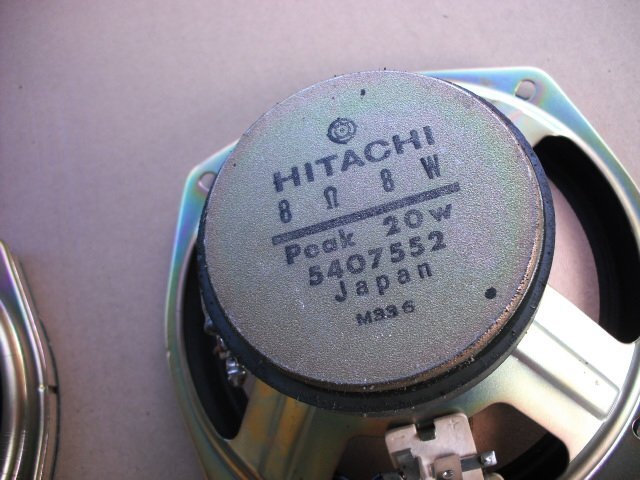 HITACHI
8 Ω 8 W
Peak 20w
5407552
Japan
M336